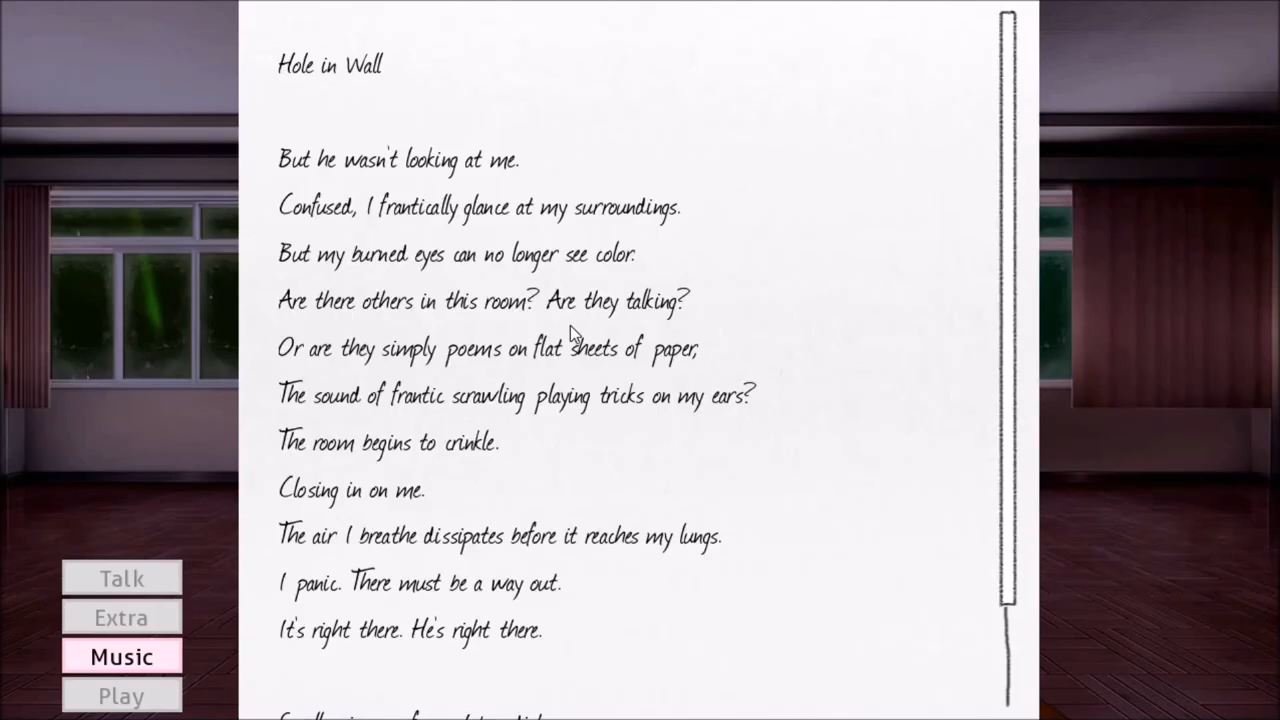 Hole in Wall
But he wasn't looking at me.
Confused, I frantically glance at my surroundings.
But my burned eyes can no longer see color.
Are there others in this room? Are they talking?
Or are they simply poems on flat sheets of paper,
The sound of frantic scrawling playing tricks on my ears?
The room begins to crinkle.
Closing in on me.
The air I breathe dissipates before it reaches my lungs.
I panic. There must be a way out.
It's right there. He's right there.
Talk
Extra
Music
Play